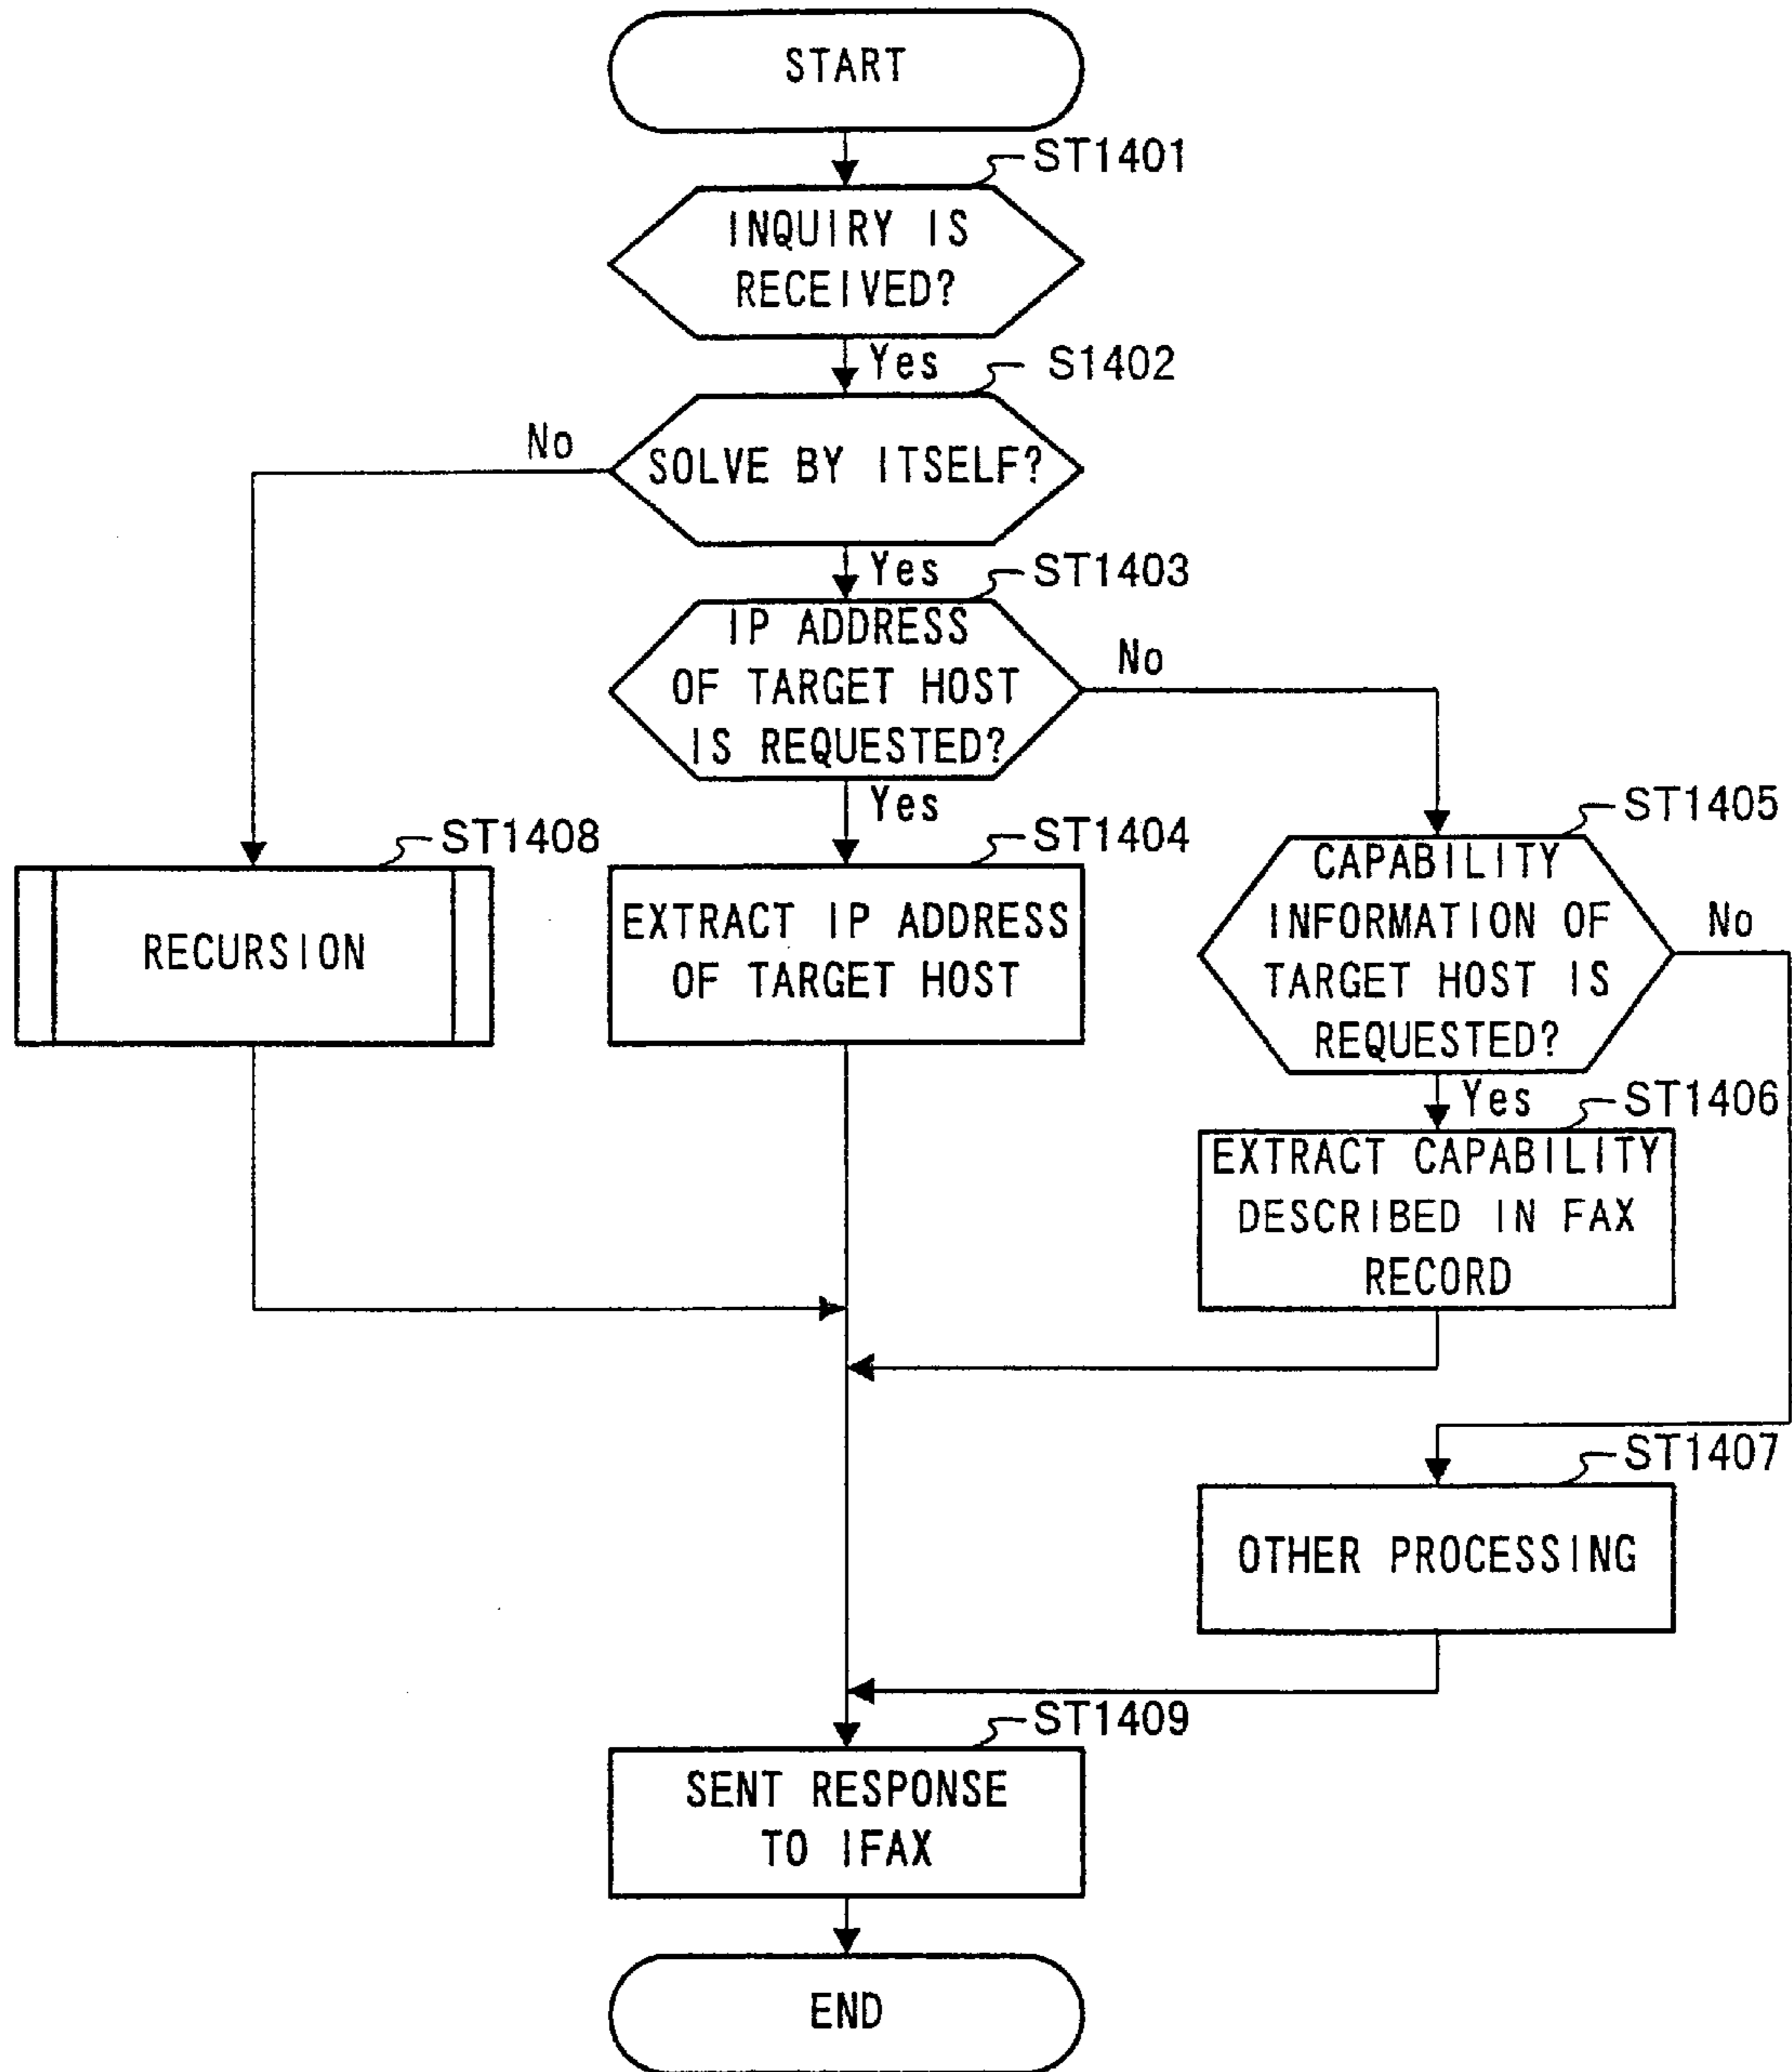 START
ST1401
INQUIRY IS
RECEIVED?
Yes
S1402
No
SOLVE BY ITSELF?
Yes
ST1403
IP ADDRESS
OF TARGET HOST
IS REQUESTED?
No
Yes
ST1408
RECURSION
ST1404
EXTRACT IP ADDRESS
OF TARGET HOST
ST1405
CAPABILITY
INFORMATION OF
TARGET HOST IS
REQUESTED?
No
Yes
ST1406
EXTRACT CAPABILITY
DESCRIBED IN FAX
RECORD
ST1407
OTHER PROCESSING
ST1409
SENT RESPONSE
TO IFAX
END